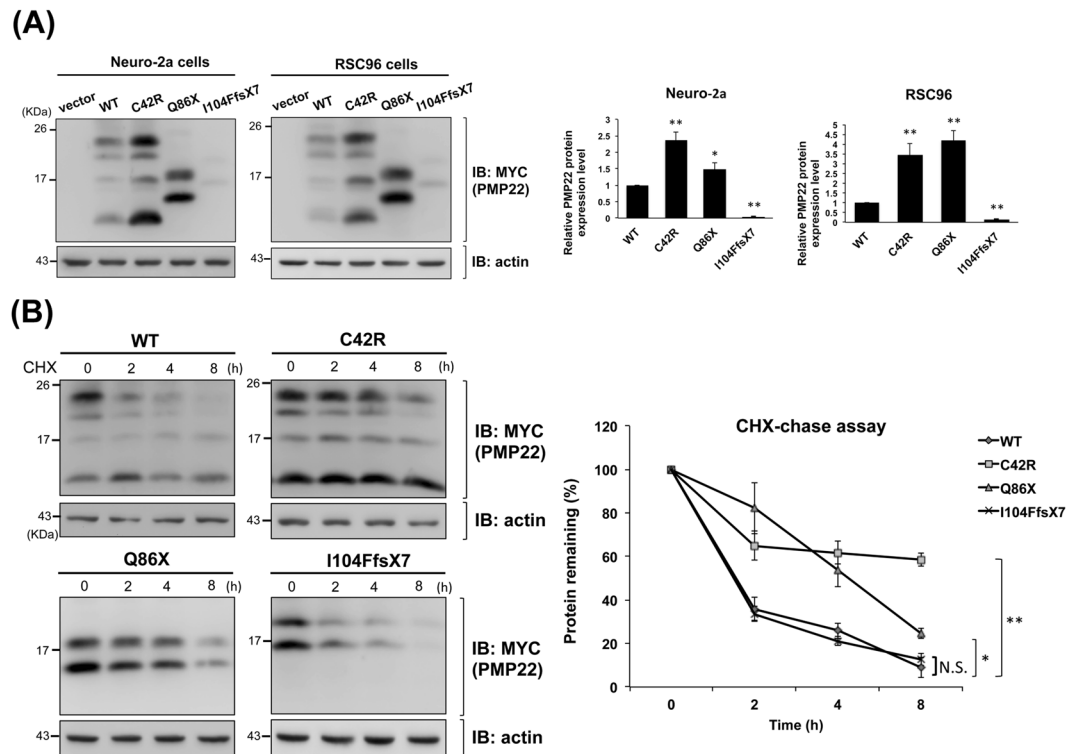 (A)
Neuro-2a cells
RSC96 cells
vector WT C42R Q86X I104FfsX7
vector WT C42R Q86X I104FfsX7
(KDa)
26
17
43
26
17
43
IB: MYC
(PMP22)
IB: actin
Neuro-2a
Relative PMP22 protein
expression level
3
2.5
2
1.5
1
0.5
0
**
*
**
WT C42R Q86X I104FfsX7
RSC96
Relative PMP22 protein
expression level
5
4.5
4
3.5
3
2.5
2
1.5
1
0.5
0
**
**
**
WT C42R Q86X I104FfsX7
(B)
WT
C42R
CHX 0 2 4 8 (h)
0 2 4 8 (h)
26
17
43
(KDa)
26
17
43
IB: MYC
(PMP22)
IB: actin
Q86X
I104FfsX7
0 2 4 8 (h)
0 2 4 8 (h)
17
43
17
43
IB: MYC
(PMP22)
IB: actin
CHX-chase assay
Protein remaining (%)
120
100
80
60
40
20
0
0 2 4 8
Time (h)
WT
C42R
Q86X
I104FfsX7
N.S.
*
**